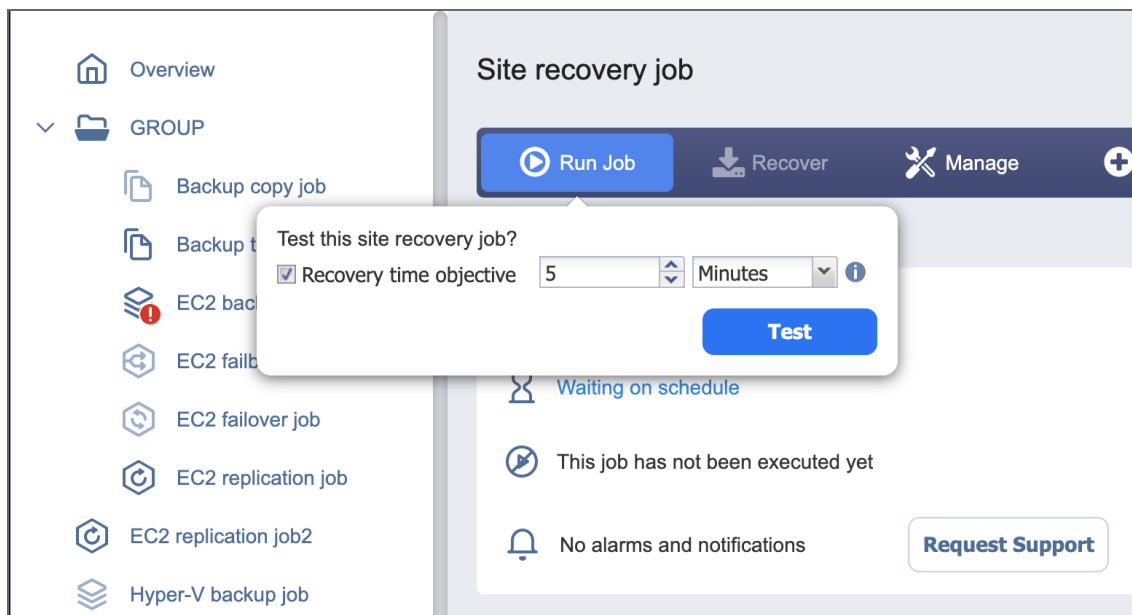 Overview
GROUP
Backup copy job
Backup t
EC2 bac
EC2 failb
EC2 failover job
EC2 replication job
EC2 replication job2
Hyper-V backup job
Site recovery job
Run Job
Recover
Manage
Test this site recovery job?
Recovery time objective 5 Minutes
Test
Waiting on schedule
This job has not been executed yet
No alarms and notifications
Request Support